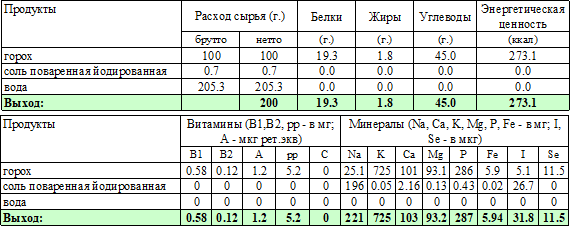 Продукты Расход сырья (г.) Белки Жиры Углеводы Энергетическая ценность
брутто нетто (г.) (г.) (г.) (ккал)
горох 100 100 19.3 1.8 45.0 273.1
соль поваренная йодированная 0.7 0.7 0.0 0.0 0.0 0.0
вода 205.3 205.3 0.0 0.0 0.0 0.0
Выход: 200 19.3 1.8 45.0 273.1
Продукты Витамины (В1,В2, рр - в мг; А - мкг рет.экв) Минералы (Na, Ca, K, Mg, P, Fe - в мг; I, Se - в мкг)
В1 В2 А рр С Na K Ca Mg P Fe I Se
горох 0.58 0.12 1.2 5.2 0 25.1 725 101 93.1 286 5.9 5.1 11.5
соль поваренная йодированная 0 0 0 0 0 196 0.05 2.16 0.13 0.43 0.02 26.7 0
вода 0 0 0 0 0 0 0 0 0 0 0 0 0
Выход: 0.58 0.12 1.2 5.2 0 221 725 103 93.2 287 5.94 31.8 11.5